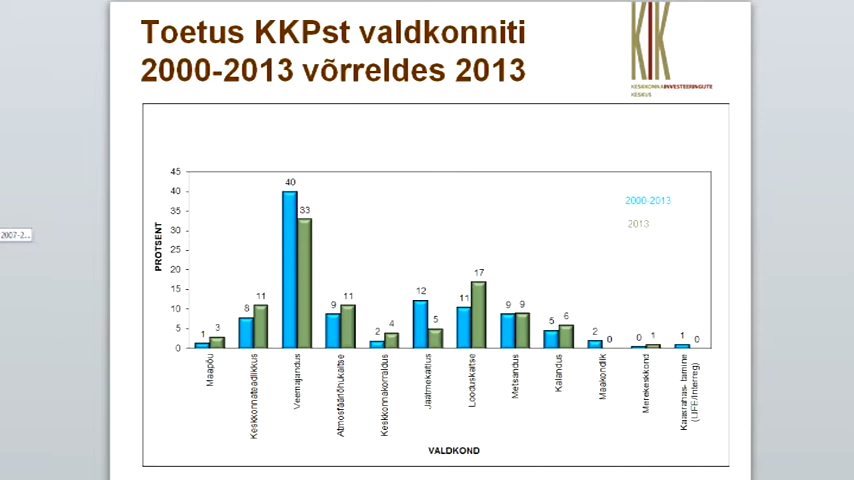 Toetus KKPst valdkonniti
2000-2013 võrreldes 2013
KESKKONNAINVESTEERINGUTE
KESKUS
2007-2...
PROTSENT
45
40
35
30
25
20
15
10
5
0
1 3
8 11
40 33
9 11
2 4
12 5
11 17
9 9
5 6
2 0
0 1
1 0
2000-2013
2013
Maapõu
Keskkonnateadlikkus
Veemajandus
Atmosfääriõhukaitse
Keskkonnakorraldus
Jäätmekäitlus
Looduskaitse
Metsandus
Kalandus
Maakondlik
Merekeskkond
Kaasrahas- tamine
(LIFE/Interreg)
VALDKOND